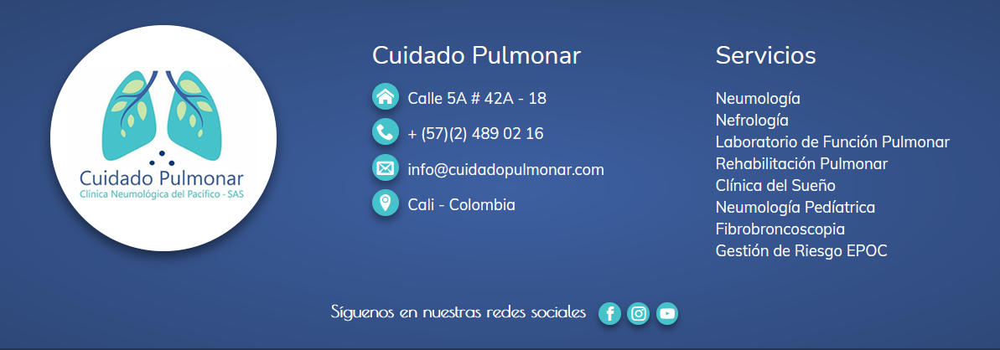 Cuidado Pulmonar
Clínica Neumológica del Pacífico - SAS
Cuidado Pulmonar
Calle 5A # 42A - 18
+ (57)(2) 489 02 16
info@cuidadopulmonar.com
Cali - Colombia
Servicios
Neumología
Nefrología
Laboratorio de Función Pulmonar
Rehabilitación Pulmonar
Clínica del Sueño
Neumología Pedíatrica
Fibrobroncoscopia
Gestión de Riesgo EPOC
Síguenos en nuestras redes sociales